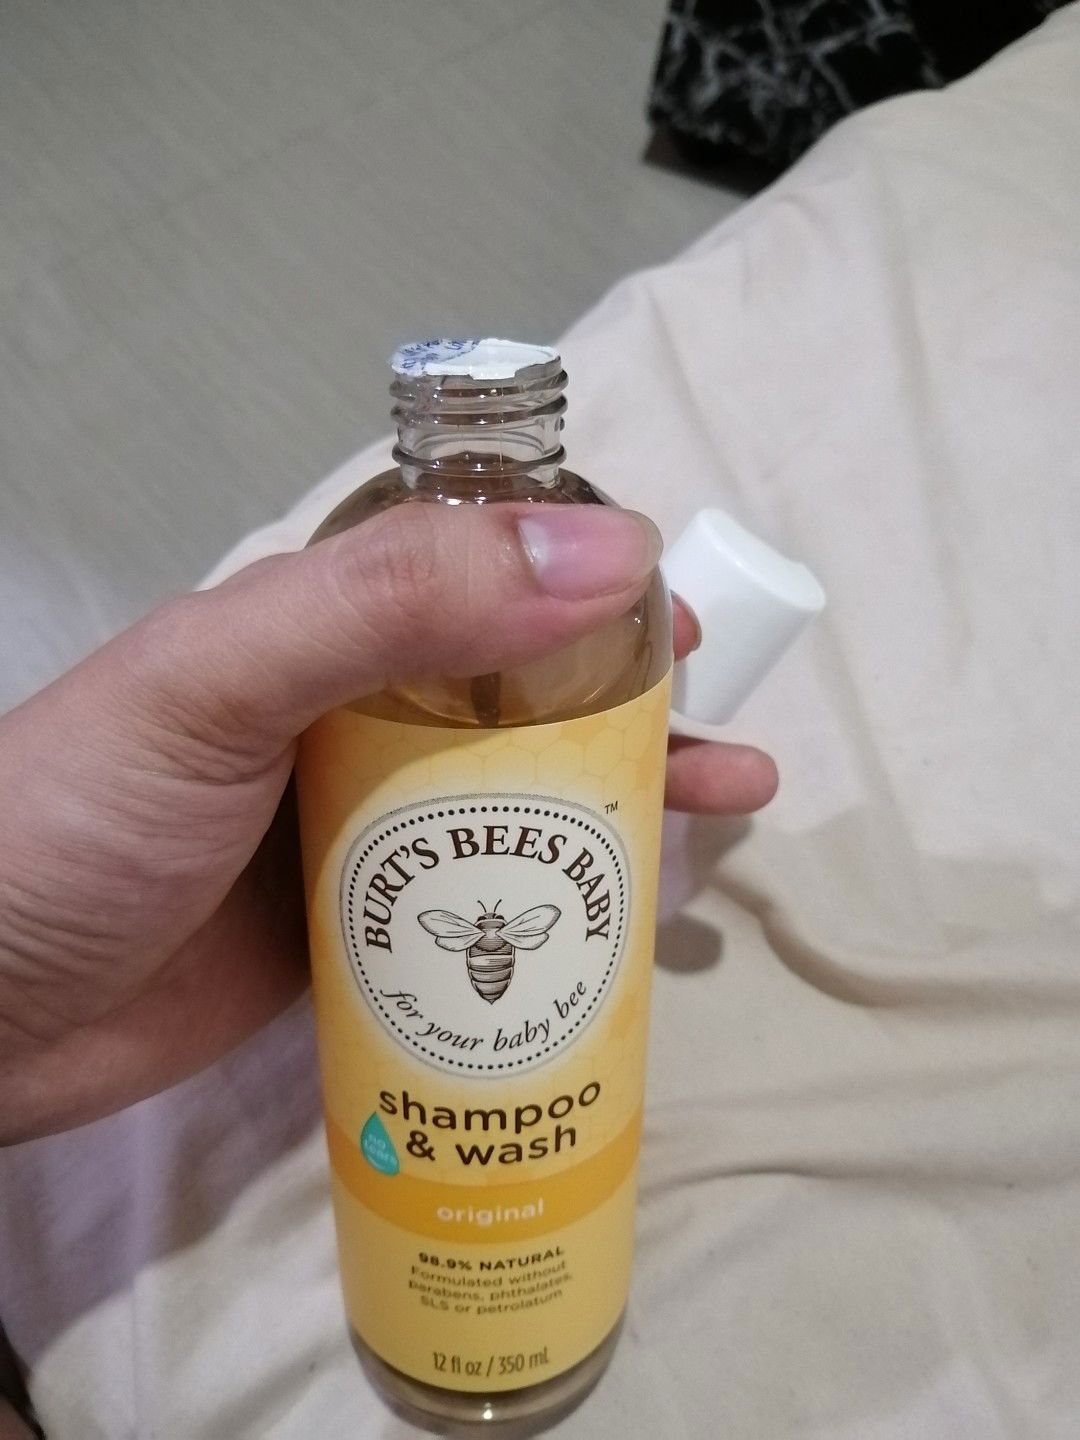 BURT'S BEES BABY
TM
for your baby bee
shampoo
& wash
no
tears
original
98.9% NATURAL
Formulated without
parabens, phthalates,
SLS or petrolatum
12 fl oz / 350 mL